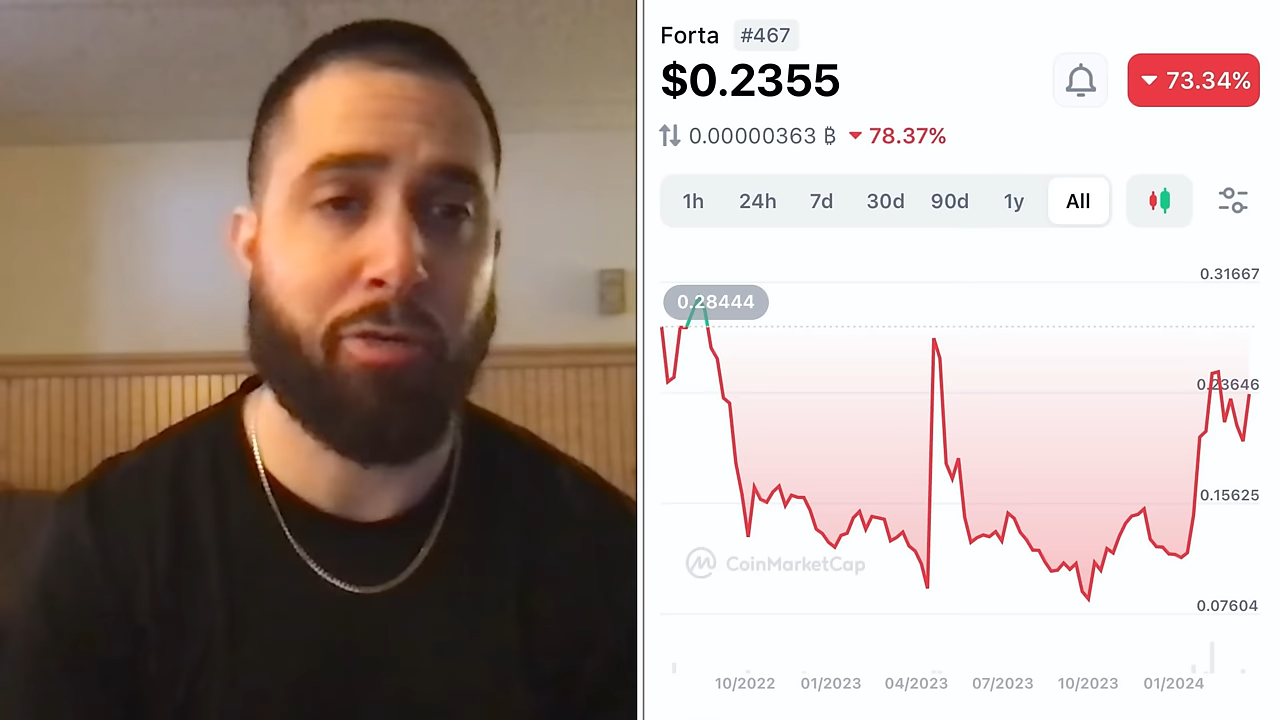 Forta #467
$0.2355
73.34%
0.00000363 ₿ 78.37%
1h 24h 7d 30d 90d 1y All
0.31667
0.28444
0.23646
0.15625
CoinMarketCap
0.07604
10/2022 01/2023 04/2023 07/2023 10/2023 01/2024